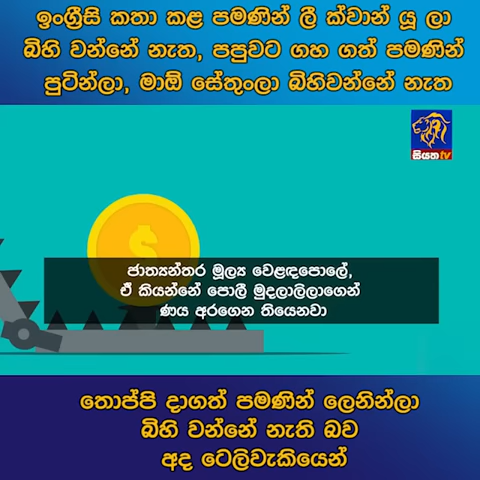 ඉංග්‍රීසි කතා කළ පමණින් ලී ක්වාන් යූ ලා
බිහි වන්නේ නැත, පපුවට ගහ ගත් පමණින්
පුටින්ලා, මාඕ සේතුංලා බිහිවන්නේ නැත
සියත tv
$
ජාත්‍යන්තර මූල්‍ය වෙළඳපොලේ,
ඒ කියන්නේ පොලී මුදලාලිලාගෙන්
ණය අරගෙන තියෙනවා
තොප්පි දාගත් පමණින් ලෙනින්ලා
බිහි වන්නේ නැති බව
අද ටෙලිවැකියෙන්